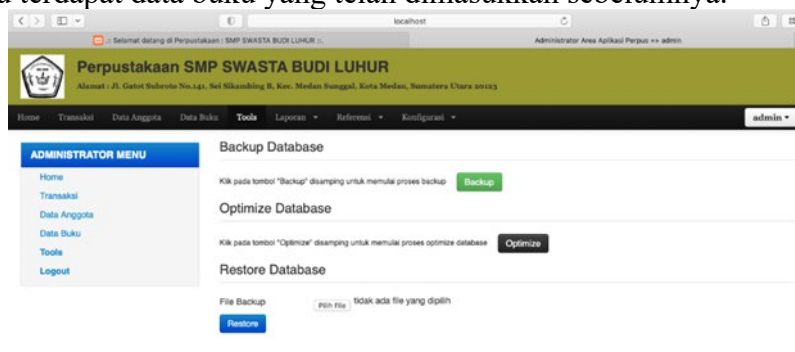 terdapat data buku yang telah dimasukkan sebelumnya.
localhost
.: Selamat datang di Perpustakaan : SMP SWASTA BUDI LUHUR :.
Administrator Area Aplikasi Perpus »» admin
Perpustakaan SMP SWASTA BUDI LUHUR
Alamat : Jl. Gatot Subroto No.141, Sei Sikambing B, Kec. Medan Sunggal, Kota Medan, Sumatera Utara 20123
Home Transaksi Data Anggota Data Buku Tools Laporan Referensi Konfigurasi admin
ADMINISTRATOR MENU
Home
Transaksi
Data Anggota
Data Buku
Tools
Logout
Backup Database
Klik pada tombol "Backup" disamping untuk memulai proses backup Backup
Optimize Database
Klik pada tombol "Optimize" disamping untuk memulai proses optimize database Optimize
Restore Database
File Backup Pilih File tidak ada file yang dipilih
Restore